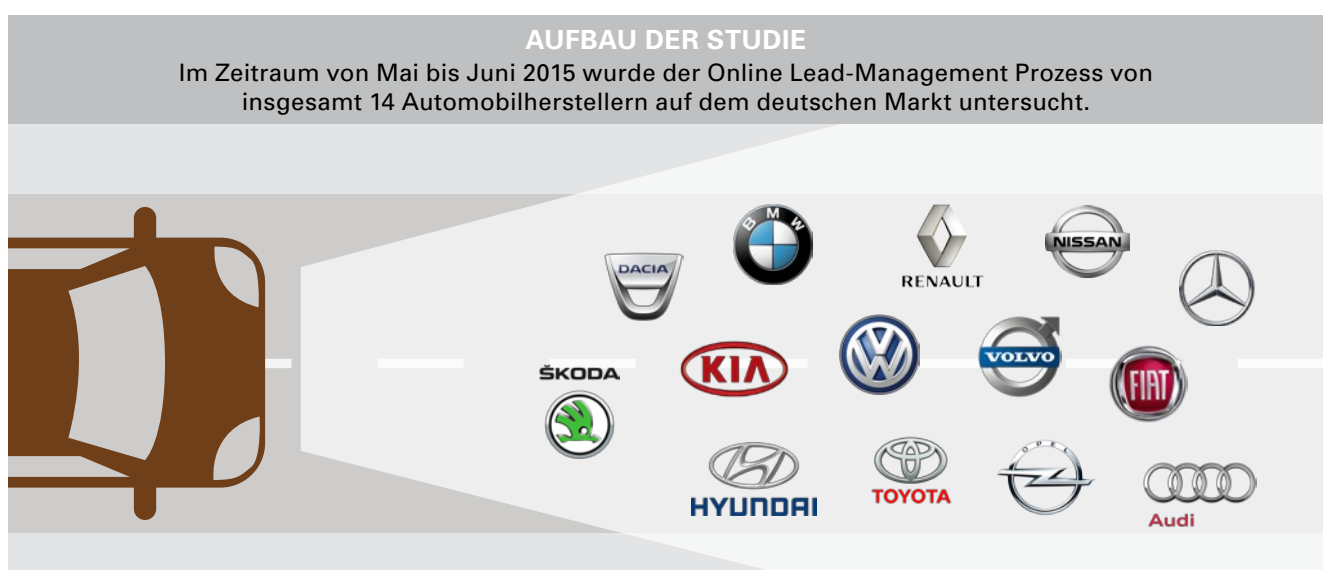 AUFBAU DER STUDIE
Im Zeitraum von Mai bis Juni 2015 wurde der Online Lead-Management Prozess von
insgesamt 14 Automobilherstellern auf dem deutschen Markt untersucht.
BMW
RENAULT
NISSAN
DACIA
ŠKODA
KIA
VW
VOLVO
FIAT
HYUNDAI
TOYOTA
OPEL
Audi